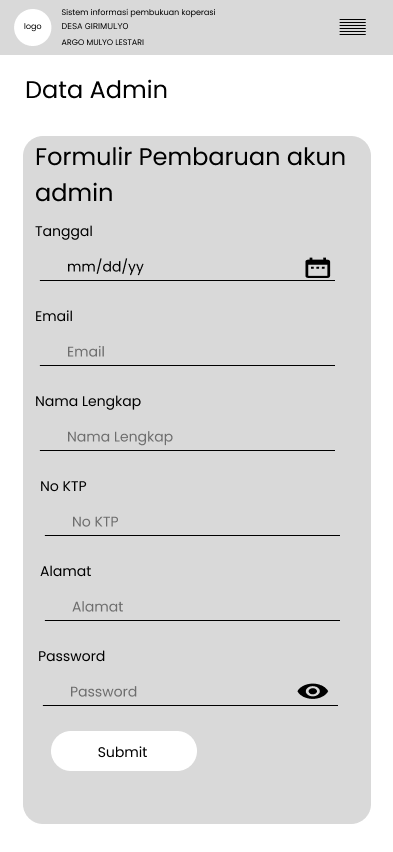 logo
Sistem informasi pembukuan koperasi
DESA GIRIMULYO
ARGO MULYO LESTARI
Data Admin
Formulir Pembaruan akun
admin
Tanggal
mm/dd/yy
Email
Email
Nama Lengkap
Nama Lengkap
No KTP
No KTP
Alamat
Alamat
Password
Password
Submit